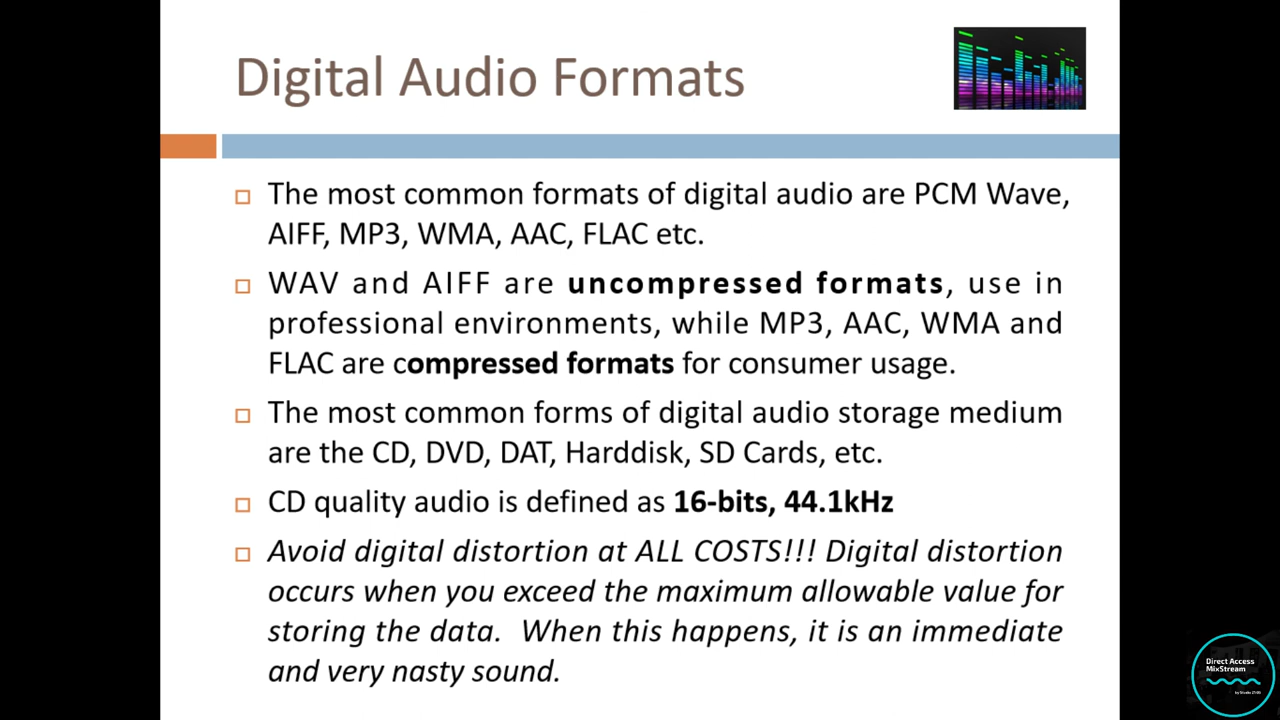 Digital Audio Formats
The most common formats of digital audio are PCM Wave,
AIFF, MP3, WMA, AAC, FLAC etc.
WAV and AIFF are uncompressed formats, use in
professional environments, while MP3, AAC, WMA and
FLAC are compressed formats for consumer usage.
The most common forms of digital audio storage medium
are the CD, DVD, DAT, Harddisk, SD Cards, etc.
CD quality audio is defined as 16-bits, 44.1kHz
Avoid digital distortion at ALL COSTS!!! Digital distortion
occurs when you exceed the maximum allowable value for
storing the data. When this happens, it is an immediate
and very nasty sound.
Direct Access
MixStream